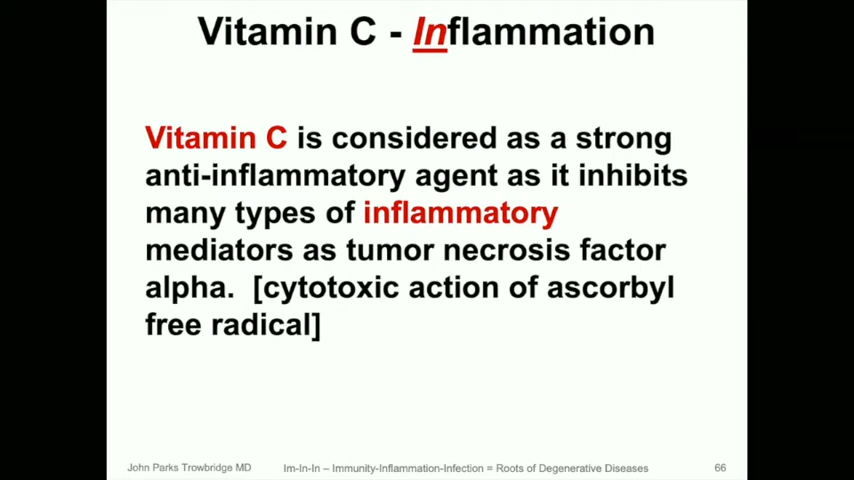 Vitamin C - Inflammation
Vitamin C is considered as a strong
anti-inflammatory agent as it inhibits
many types of inflammatory
mediators as tumor necrosis factor
alpha.  [cytotoxic action of ascorbyl
free radical]
John Parks Trowbridge MD
Im-In-In – Immunity-Inflammation-Infection = Roots of Degenerative Diseases
66